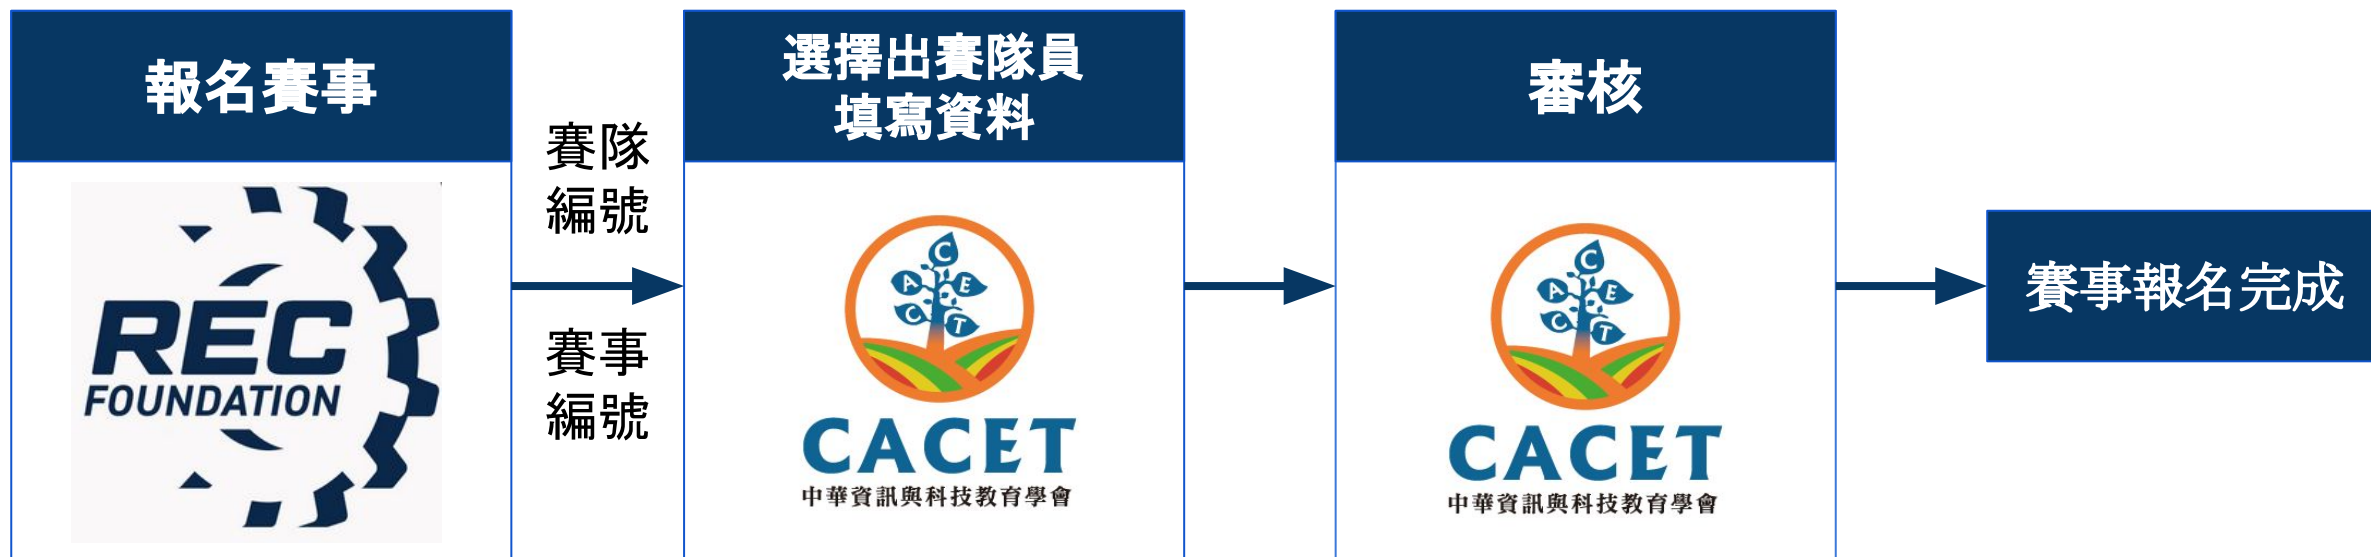 報名賽事
REC
FOUNDATION
賽隊
編號
賽事
編號
選擇出賽隊員
填寫資料
C
A
E
C
T
CACET
中華資訊與科技教育學會
審核
C
A
E
C
T
CACET
中華資訊與科技教育學會
賽事報名完成